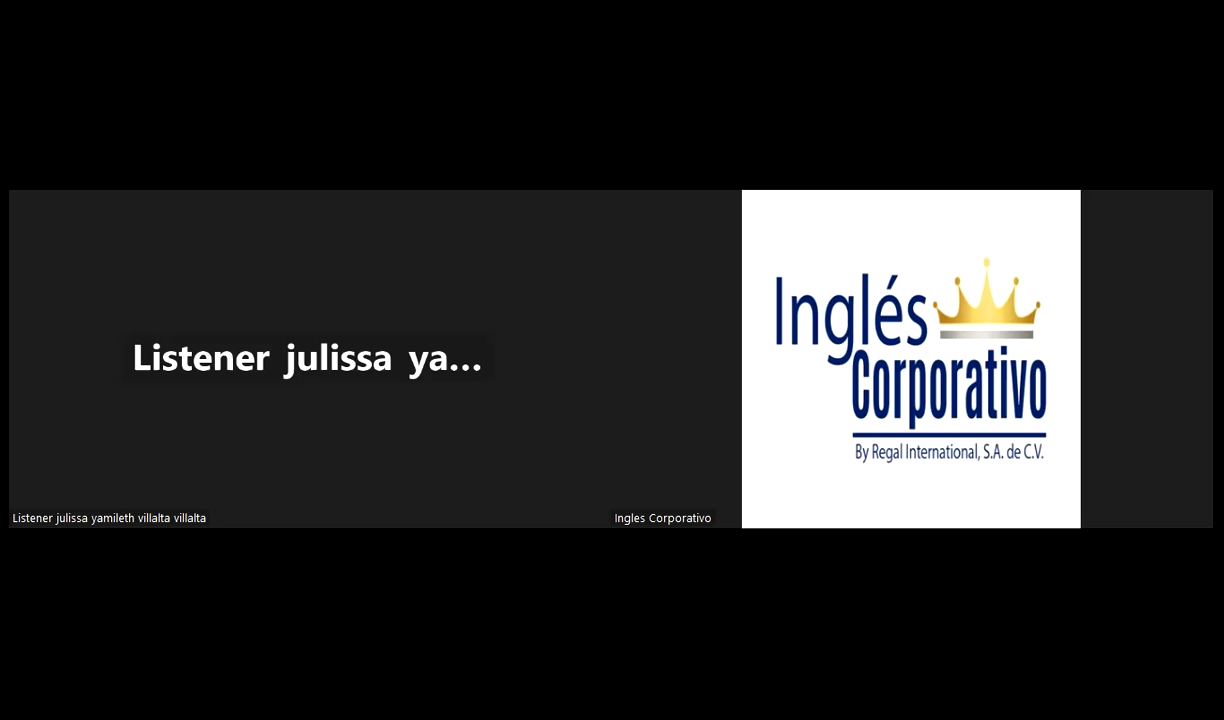 Listener julissa ya...
Listener julissa yamileth villalta villalta
Inglés
Corporativo
By Regal International, S.A. de C.V.
Ingles Corporativo